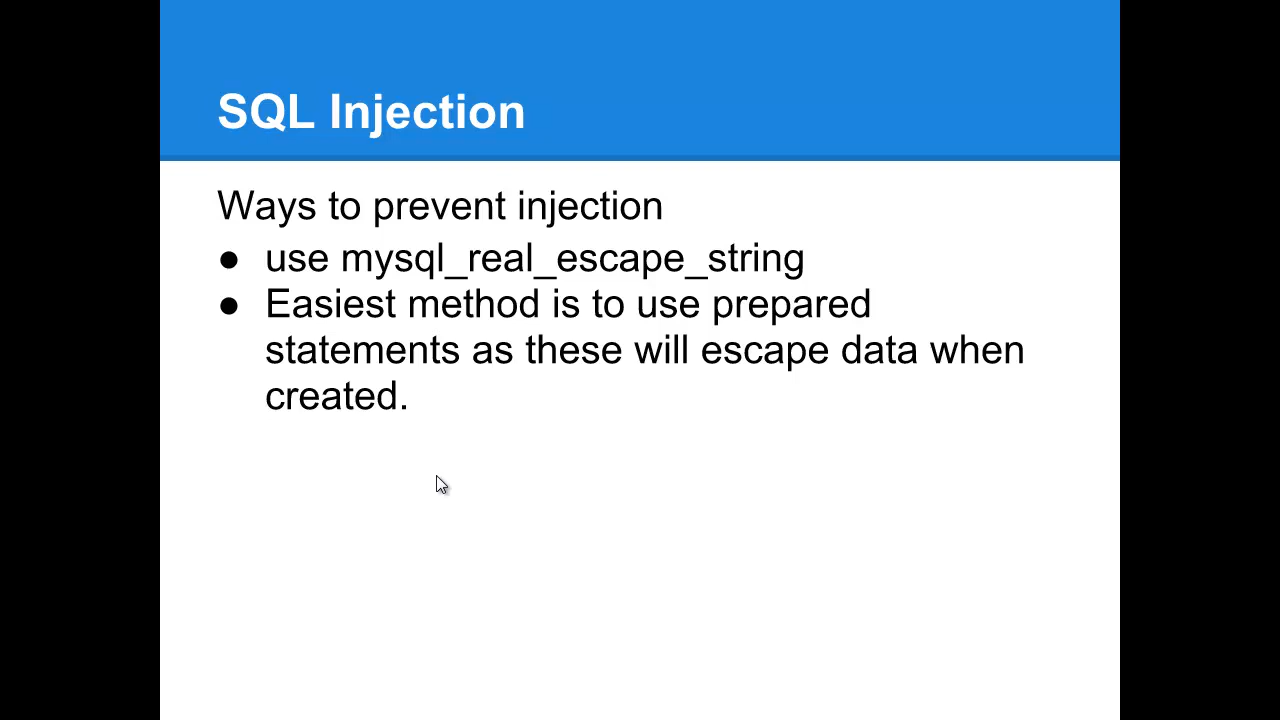 SQL Injection
Ways to prevent injection
● use mysql_real_escape_string
● Easiest method is to use prepared
statements as these will escape data when
created.